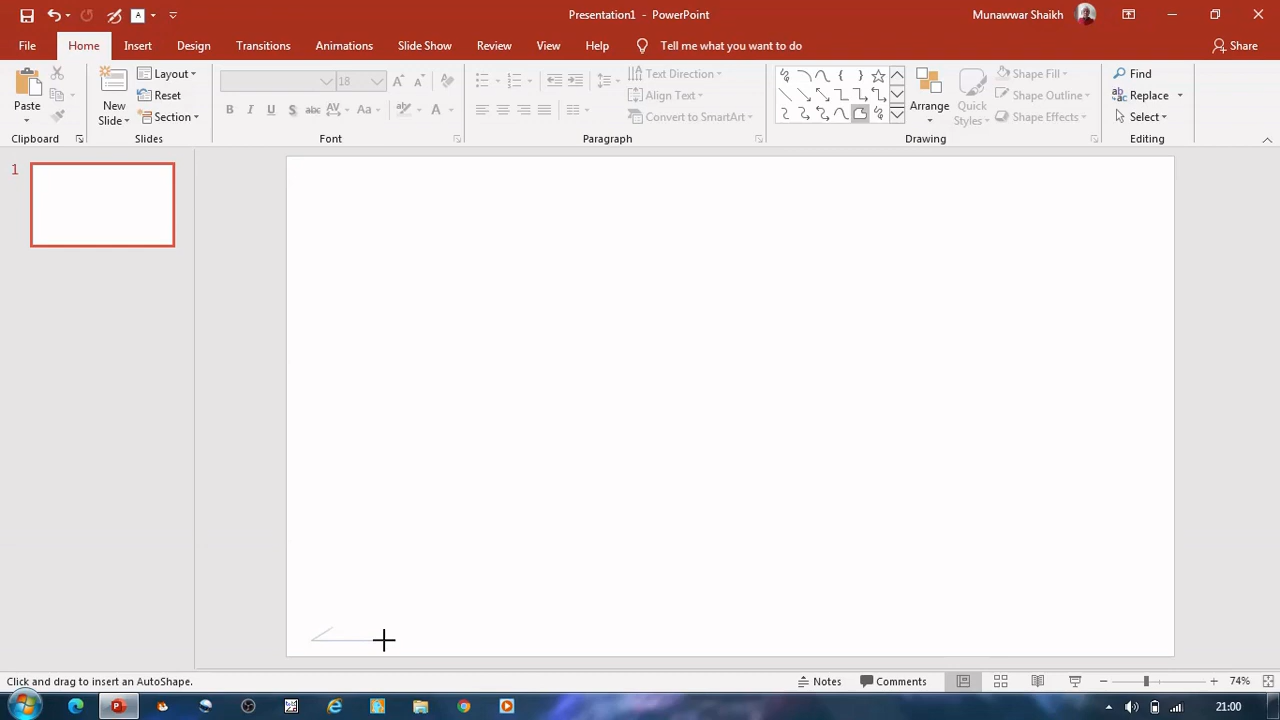 Presentation1 - PowerPoint
Munawwar Shaikh
File Home Insert Design Transitions Animations Slide Show Review View Help Tell me what you want to do Share
Paste
New
Slide
Layout
Reset
Section
18
B I U S abc AV Aa A
Text Direction
Align Text
Convert to SmartArt
Arrange
Quick
Styles
Shape Fill
Shape Outline
Shape Effects
Find
Replace
Select
Clipboard Slides Font Paragraph Drawing Editing
1
Click and drag to insert an AutoShape.
Notes
Comments
74%
21:00